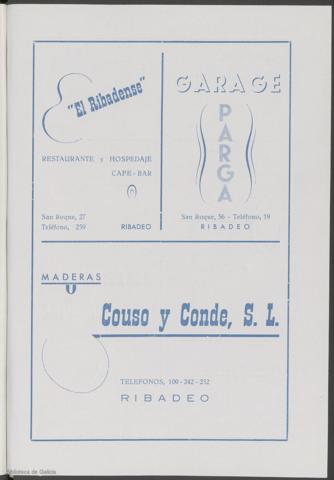 "El Ribadense"
RESTAURANTE y HOSPEDAJE
CAFE-BAR
San Roque, 27
Teléfono, 259 RIBADEO
GARAGE
PARGA
San Roque, 56 - Teléfono, 19
RIBADEO
MADERAS
Couso y Conde, S. L.
TELEFONOS, 100-242-252
RIBADEO
Biblioteca de Galicia